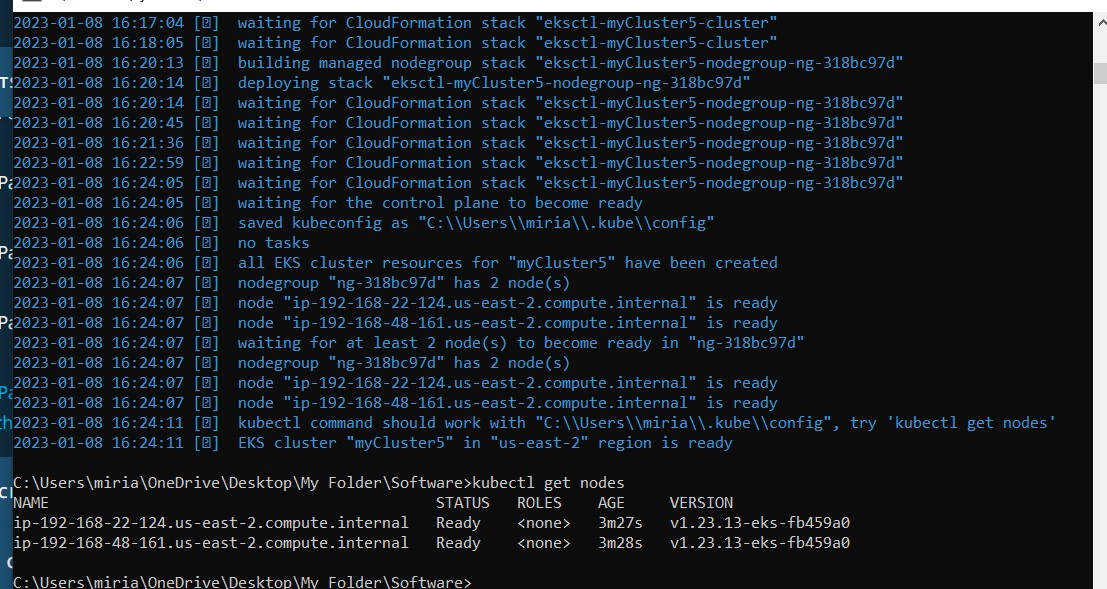 2023-01-08 16:17:04 [?]  waiting for CloudFormation stack "eksctl-myCluster5-cluster"
2023-01-08 16:18:05 [?]  waiting for CloudFormation stack "eksctl-myCluster5-cluster"
2023-01-08 16:20:13 [?]  building managed nodegroup stack "eksctl-myCluster5-nodegroup-ng-318bc97d"
2023-01-08 16:20:14 [?]  deploying stack "eksctl-myCluster5-nodegroup-ng-318bc97d"
2023-01-08 16:20:14 [?]  waiting for CloudFormation stack "eksctl-myCluster5-nodegroup-ng-318bc97d"
2023-01-08 16:20:45 [?]  waiting for CloudFormation stack "eksctl-myCluster5-nodegroup-ng-318bc97d"
2023-01-08 16:21:36 [?]  waiting for CloudFormation stack "eksctl-myCluster5-nodegroup-ng-318bc97d"
2023-01-08 16:22:59 [?]  waiting for CloudFormation stack "eksctl-myCluster5-nodegroup-ng-318bc97d"
2023-01-08 16:24:05 [?]  waiting for CloudFormation stack "eksctl-myCluster5-nodegroup-ng-318bc97d"
2023-01-08 16:24:05 [?]  waiting for the control plane to become ready
2023-01-08 16:24:06 [?]  saved kubeconfig as "C:\\Users\\miria\\.kube\\config"
2023-01-08 16:24:06 [?]  no tasks
2023-01-08 16:24:06 [?]  all EKS cluster resources for "myCluster5" have been created
2023-01-08 16:24:07 [?]  nodegroup "ng-318bc97d" has 2 node(s)
2023-01-08 16:24:07 [?]  node "ip-192-168-22-124.us-east-2.compute.internal" is ready
2023-01-08 16:24:07 [?]  node "ip-192-168-48-161.us-east-2.compute.internal" is ready
2023-01-08 16:24:07 [?]  waiting for at least 2 node(s) to become ready in "ng-318bc97d"
2023-01-08 16:24:07 [?]  nodegroup "ng-318bc97d" has 2 node(s)
2023-01-08 16:24:07 [?]  node "ip-192-168-22-124.us-east-2.compute.internal" is ready
2023-01-08 16:24:07 [?]  node "ip-192-168-48-161.us-east-2.compute.internal" is ready
2023-01-08 16:24:11 [?]  kubectl command should work with "C:\\Users\\miria\\.kube\\config", try 'kubectl get nodes'
2023-01-08 16:24:11 [?]  EKS cluster "myCluster5" in "us-east-2" region is ready
C:\Users\miria\OneDrive\Desktop\My Folder\Software>kubectl get nodes
NAME                                           STATUS   ROLES    AGE     VERSION
ip-192-168-22-124.us-east-2.compute.internal   Ready    <none>   3m27s   v1.23.13-eks-fb459a0
ip-192-168-48-161.us-east-2.compute.internal   Ready    <none>   3m28s   v1.23.13-eks-fb459a0
C:\Users\miria\OneDrive\Desktop\My Folder\Software>